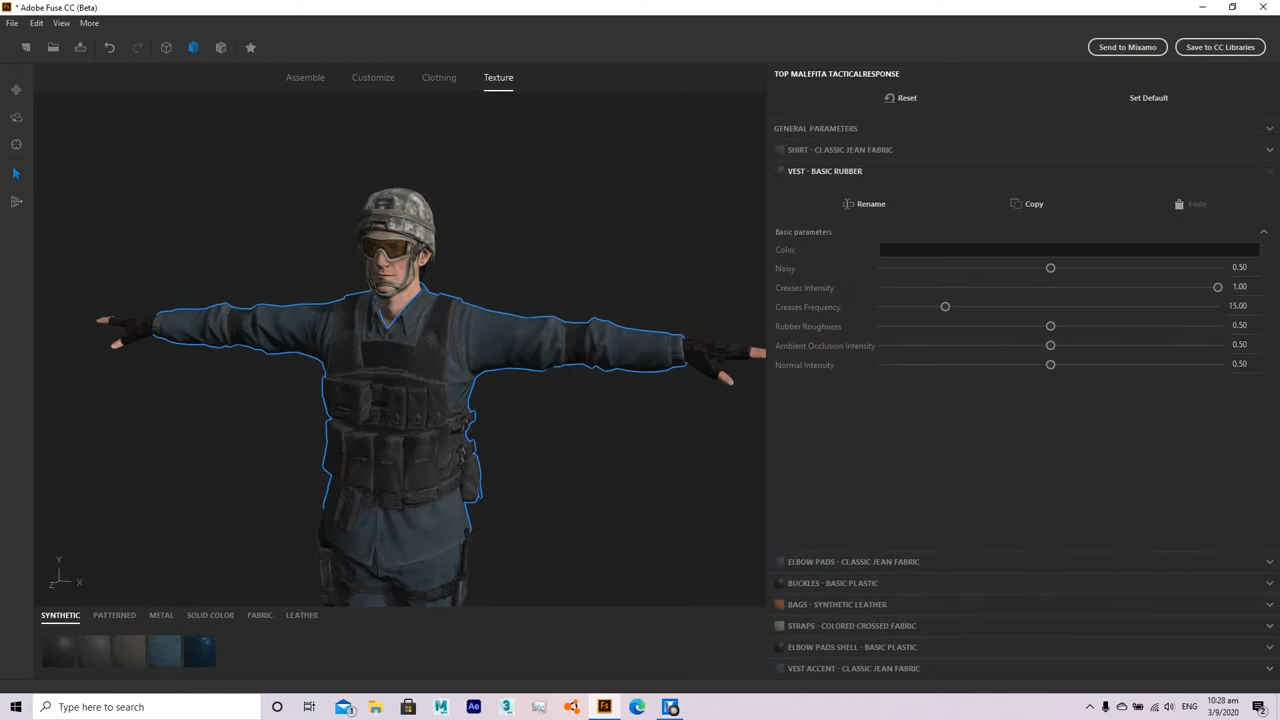 * Adobe Fuse CC (Beta)
File Edit View More
Send to Mixamo Save to CC Libraries
Assemble Customize Clothing Texture
TOP MALEFITA TACTICALRESPONSE
Reset Set Default
GENERAL PARAMETERS
SHIRT - CLASSIC JEAN FABRIC
VEST - BASIC RUBBER
Rename Copy Paste
Basic parameters
Color
Noisy 0.50
Creases Intensity 1.00
Creases Frequency 15.00
Rubber Roughness 0.50
Ambient Occlusion Intensity 0.50
Normal Intensity 0.50
ELBOW PADS - CLASSIC JEAN FABRIC
BUCKLES - BASIC PLASTIC
BAGS - SYNTHETIC LEATHER
STRAPS - COLORED CROSSED FABRIC
ELBOW PADS SHELL - BASIC PLASTIC
VEST ACCENT - CLASSIC JEAN FABRIC
Y
Z X
SYNTHETIC PATTERNED METAL SOLID COLOR FABRIC LEATHER
Type here to search
Fs
M
Ae
3
Fs
ENG
10:28 am
3/9/2020